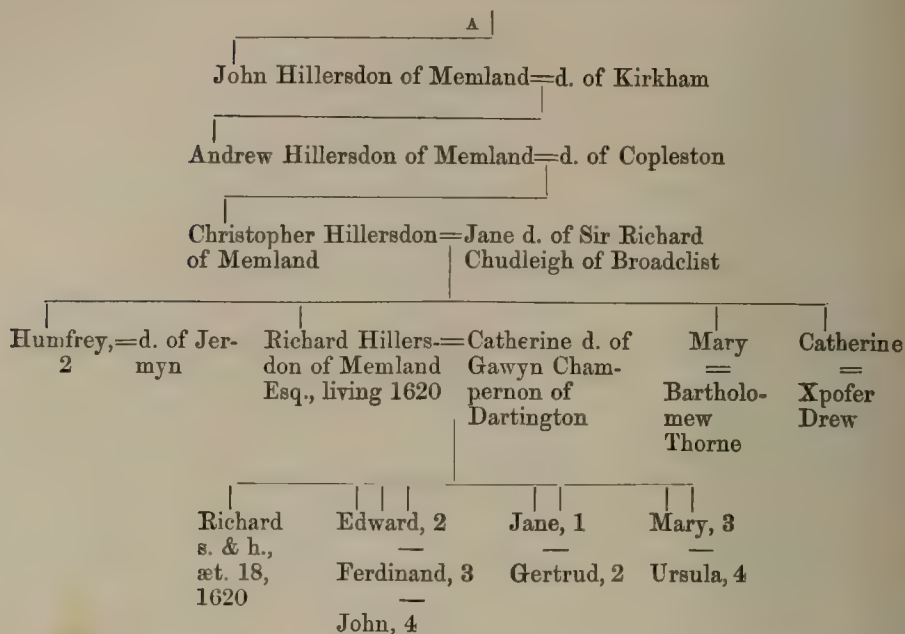 A
John Hillersdon of Memland=d. of Kirkham
Andrew Hillersdon of Memland=d. of Copleston
Christopher Hillersdon=Jane d. of Sir Richard
of Memland Chudleigh of Broadclist
Humfrey,=d. of Jer- Richard Hillers-=Catherine d. of Mary Catherine
2 myn don of Memland Gawyn Cham- = =
Esq., living 1620 pernon of Bartholo- Xpofer
Dartington mew Drew
Thorne
Richard Edward, 2 Jane, 1 Mary, 3
s. & h., — — —
æt. 18, Ferdinand, 3 Gertrud, 2 Ursula, 4
1620 —
John, 4